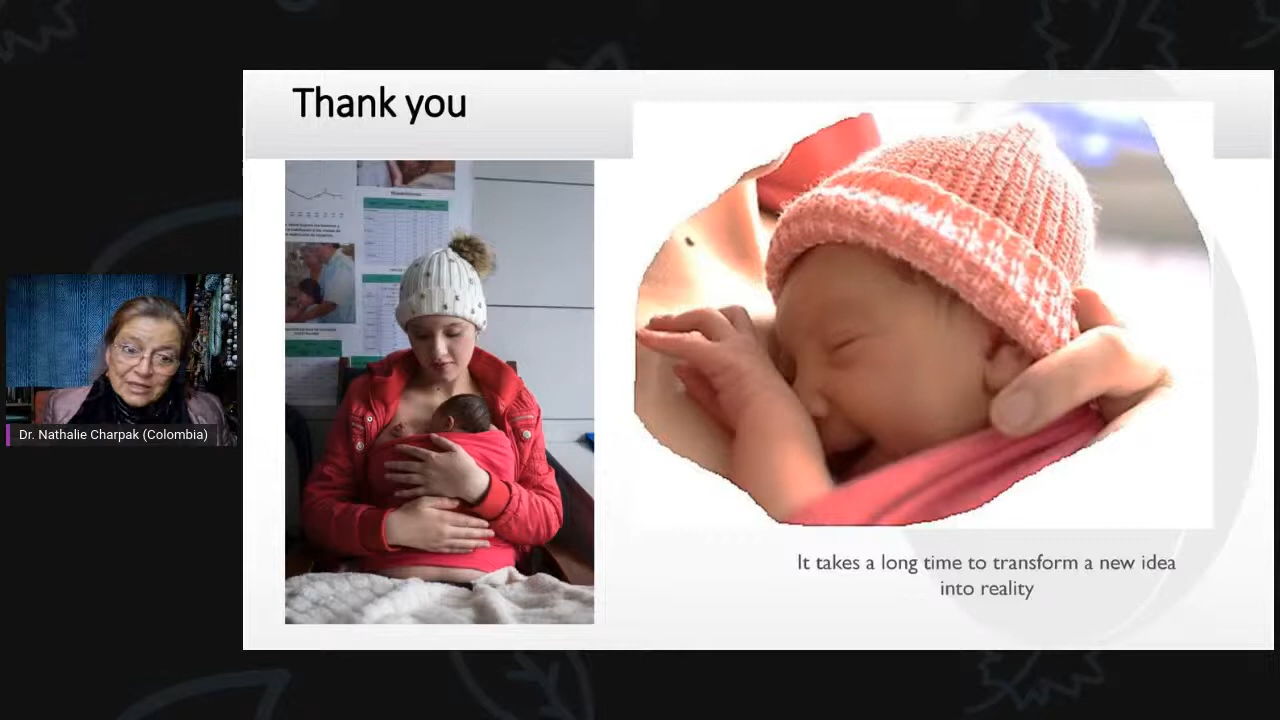 Thank you
Dr. Nathalie Charpak (Colombia)
It takes a long time to transform a new idea
into reality